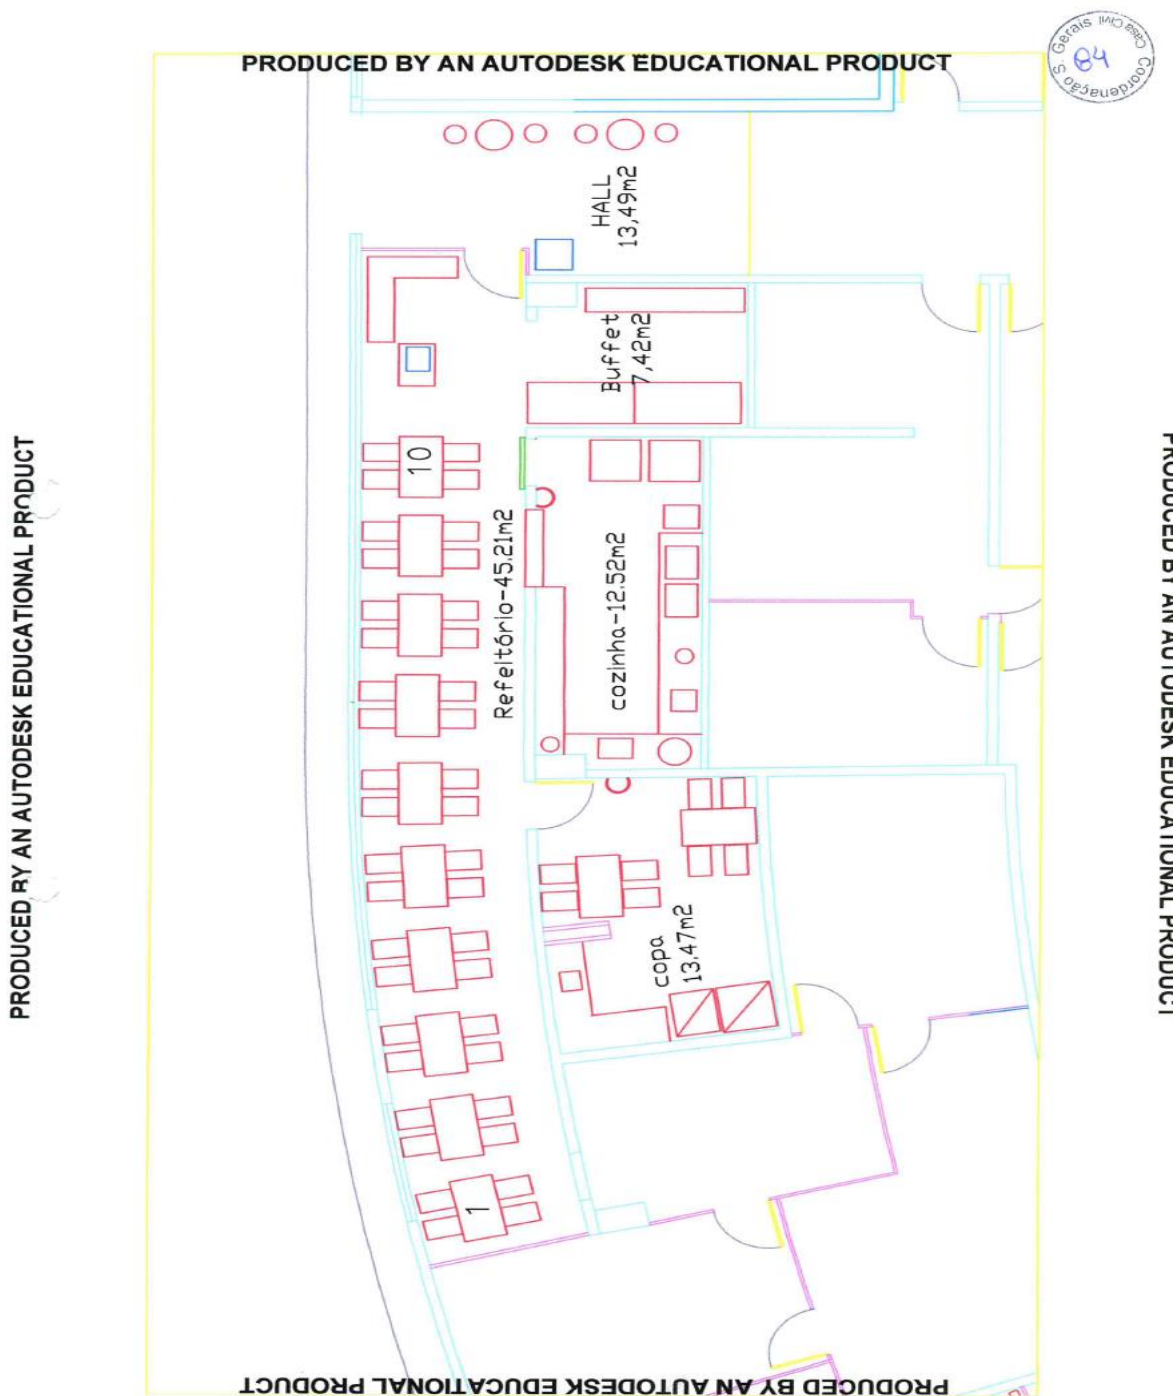 PRODUCED BY AN AUTODESK EDUCATIONAL PRODUCT
Coordenação S. Gerais
Casa Civil
84
HALL
13,49m2
Buffet
7,42m2
10
Refeitório-45.21m2
cozinha-12.52m2
copa
13.47m2
1
PRODUCED BY AN AUTODESK EDUCATIONAL PRODUCT
PRODUCED BY AN AUTODESK EDUCATIONAL PRODUCT
PRODUCED BY AN AUTODESK EDUCATIONAL PRODUCT